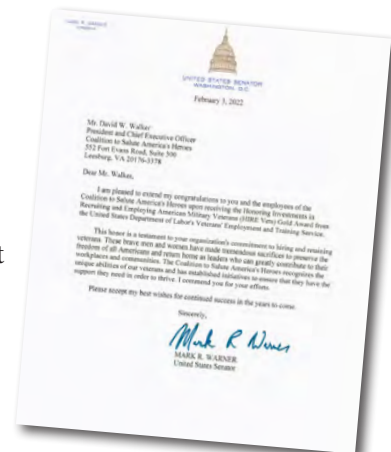 MARK R. WARNER
VIRGINIA
UNITED STATES SENATOR
WASHINGTON, D.C.
February 3, 2022
Mr. David W. Walker
President and Chief Executive Officer
Coalition to Salute America's Heroes
552 Fort Evans Road, Suite 300
Leesburg, VA 20176-3378
Dear Mr. Walker,
I am pleased to extend my congratulations to you and the employees of the
Coalition to Salute America's Heroes upon receiving the Honoring Investments in
Recruiting and Employing American Military Veterans (HIRE Vets) Gold Award from
the United States Department of Labor's Veterans' Employment and Training Service.
This honor is a testament to your organization's commitment to hiring and retaining
veterans. These brave men and women have made tremendous sacrifices to preserve the
freedom of all Americans and return home as leaders who can greatly contribute to their
workplaces and communities. The Coalition to Salute America's Heroes recognizes the
unique abilities of our veterans and has established initiatives to ensure that they have the
support they need in order to thrive. I commend you for your efforts.
Please accept my best wishes for continued success in the years to come.
Sincerely,
Mark R Warner
MARK R. WARNER
United States Senator
t